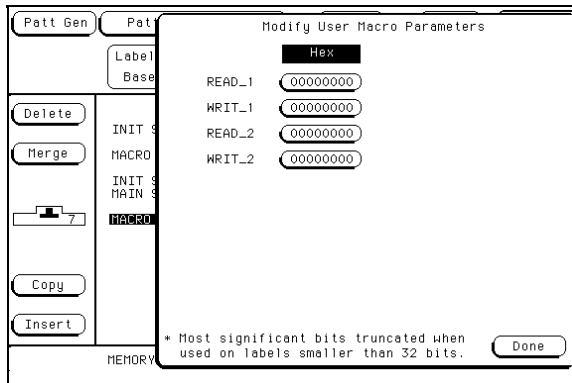 Patt Gen Patt Modify User Macro Parameters
Label
Base
Hex
READ_1 00000000
WRIT_1 00000000
READ_2 00000000
WRIT_2 00000000
Delete
Merge
7
Copy
Insert
INIT S
MACRO
INIT S
MAIN S
MACRO
* Most significant bits truncated when
used on labels smaller than 32 bits.
Done
MEMORY